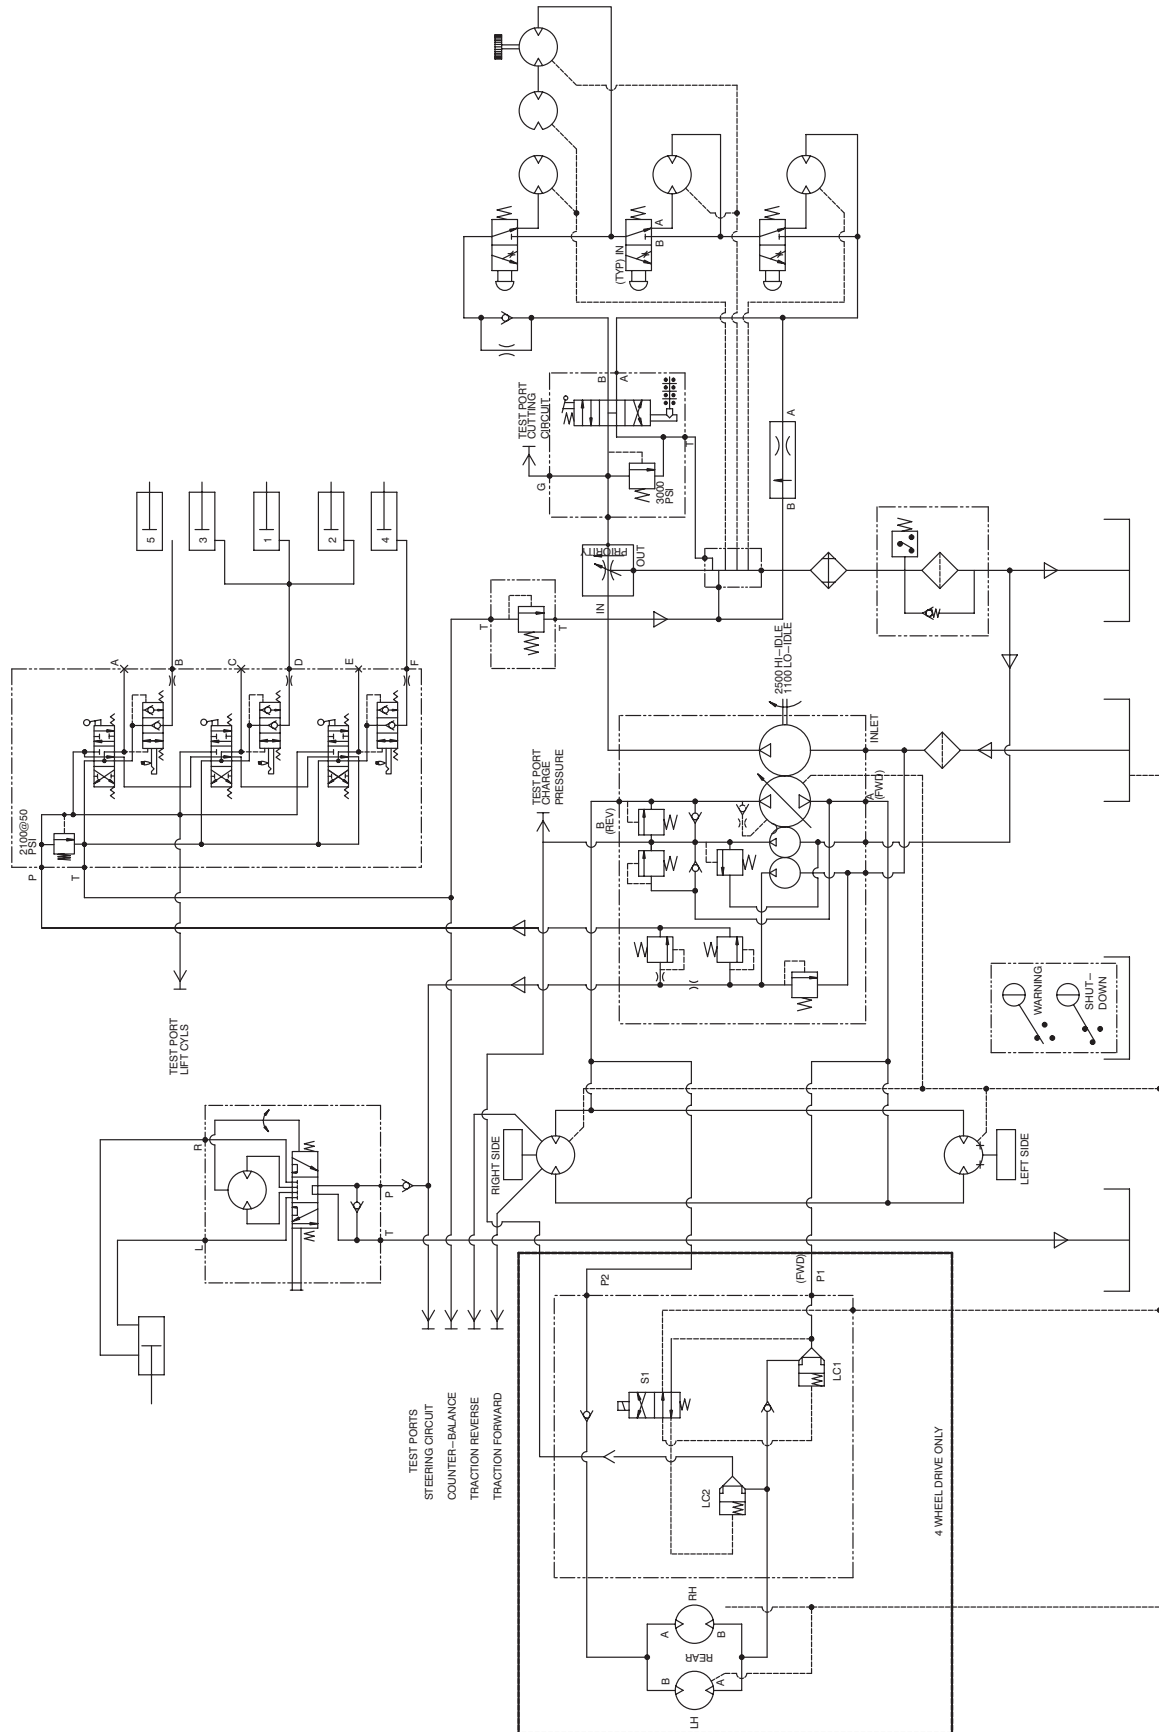 5
3
1
2
4
A
B
C
D
E
F
2100@50
PSI
P
T
TEST PORT
LIFT CYLS
TEST PORT
CUTTING
CIRCUIT
G
B
A
T
3000
PSI
(TYP) IN
A
B
PRIORITY
OUT
IN
T
T
A
B
2500 HI-IDLE
1100 LO-IDLE
INLET
TEST PORT
CHARGE
PRESSURE
B
(REV)
A
(FWD)
WARNING
SHUT-
DOWN
R
L
P
T
RIGHT SIDE
LEFT SIDE
TEST PORTS
STEERING CIRCUIT
COUNTER-BALANCE
TRACTION REVERSE
TRACTION FORWARD
P2
(FWD)
P1
S1
LC1
LC2
4 WHEEL DRIVE ONLY
RH
A
B
REAR
B
A
LH